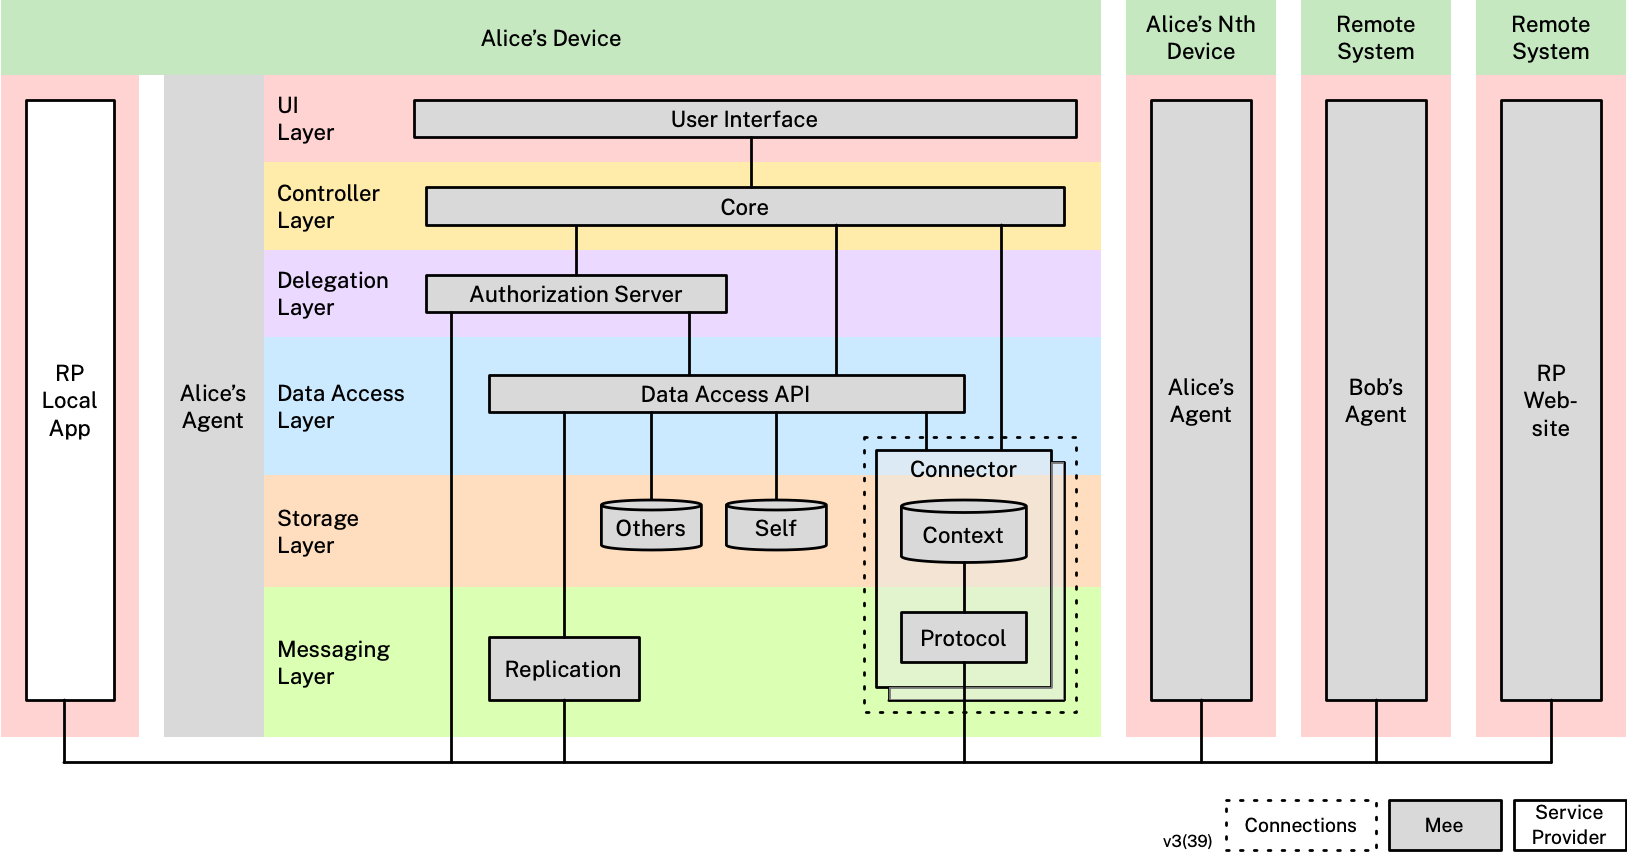 Alice's Device
Alice's Nth
Device
Remote
System
Remote
System
RP
Local
App
Alice's
Agent
UI
Layer
User Interface
Controller
Layer
Core
Delegation
Layer
Authorization Server
Data Access
Layer
Data Access API
Connector
Storage
Layer
Others
Self
Context
Messaging
Layer
Replication
Protocol
Alice's
Agent
Bob's
Agent
RP
Web-
site
v3(39)
Connections
Mee
Service
Provider